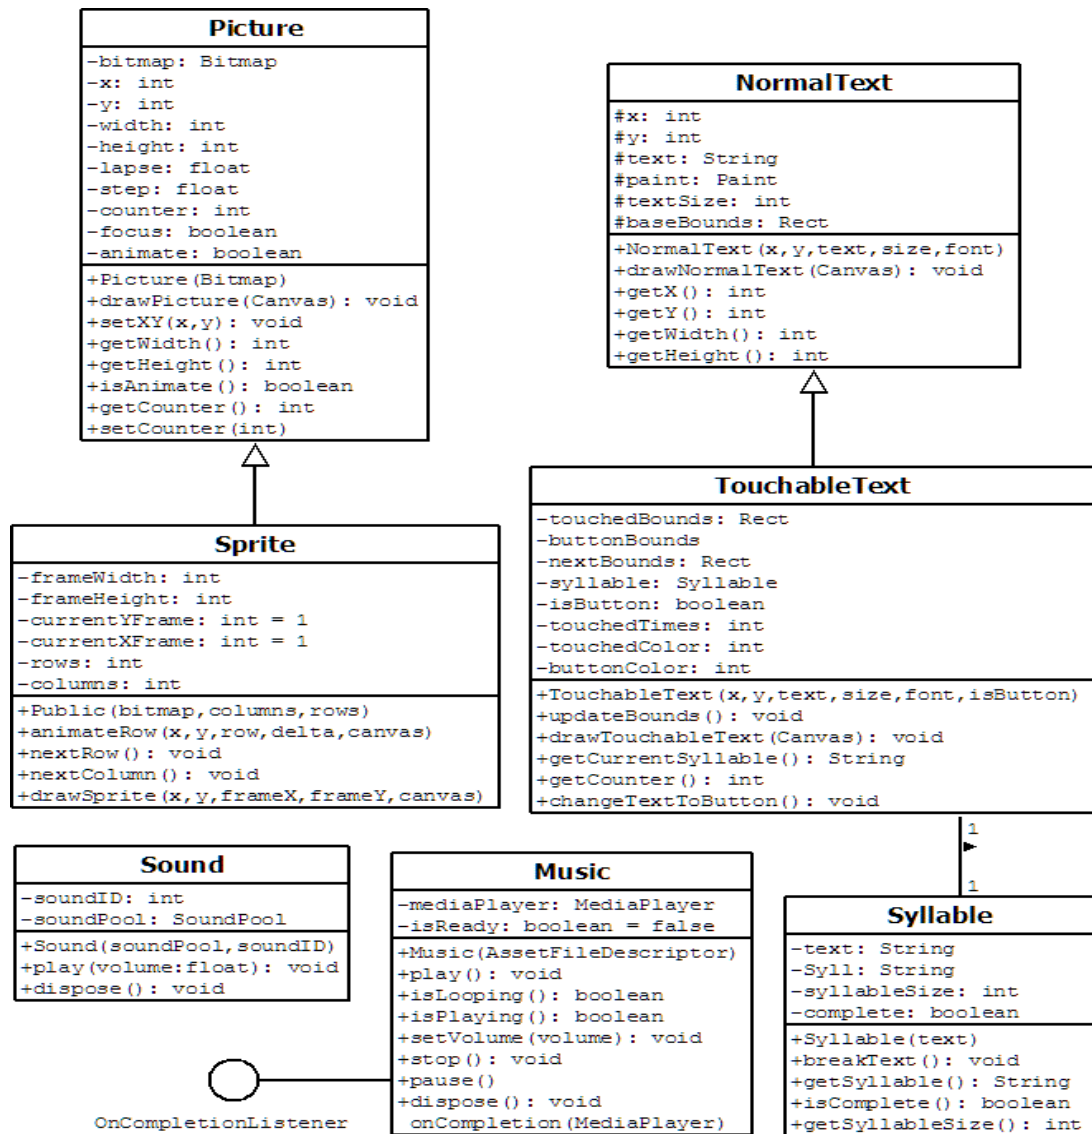 Picture
-bitmap: Bitmap
-x: int
-y: int
-width: int
-height: int
-lapse: float
-step: float
-counter: int
-focus: boolean
-animate: boolean
+Picture(Bitmap)
+drawPicture(Canvas): void
+setXY(x,y): void
+getWidth(): int
+getHeight(): int
+isAnimate(): boolean
+getCounter(): int
+setCounter(int)
NormalText
#x: int
#y: int
#text: String
#paint: Paint
#textSize: int
#baseBounds: Rect
+NormalText(x,y,text,size,font)
+drawNormalText(Canvas): void
+getX(): int
+getY(): int
+getWidth(): int
+getHeight(): int
Sprite
-frameWidth: int
-frameHeight: int
-currentYFrame: int = 1
-currentXFrame: int = 1
-rows: int
-columns: int
+Public(bitmap,columns,rows)
+animateRow(x,y,row,delta,canvas)
+nextRow(): void
+nextColumn(): void
+drawSprite(x,y,frameX,frameY,canvas)
TouchableText
-touchedBounds: Rect
-buttonBounds
-nextBounds: Rect
-syllable: Syllable
-isButton: boolean
-touchedTimes: int
-touchedColor: int
-buttonColor: int
+TouchableText(x,y,text,size,font,isButton)
+updateBounds(): void
+drawTouchableText(Canvas): void
+getCurrentSyllable(): String
+getCounter(): int
+changeTextToButton(): void
1
1
Sound
-soundID: int
-soundPool: SoundPool
+Sound(soundPool,soundID)
+play(volume:float): void
+dispose(): void
Music
-mediaPlayer: MediaPlayer
-isReady: boolean = false
+Music(AssetFileDescriptor)
+play(): void
+isLooping(): boolean
+isPlaying(): boolean
+setVolume(volume): void
+stop(): void
+pause()
+dispose(): void
onCompletion(MediaPlayer)
OnCompletionListener
Syllable
-text: String
-Syll: String
-syllableSize: int
-complete: boolean
+Syllable(text)
+breakText(): void
+getSyllable(): String
+isComplete(): boolean
+getSyllableSize(): int